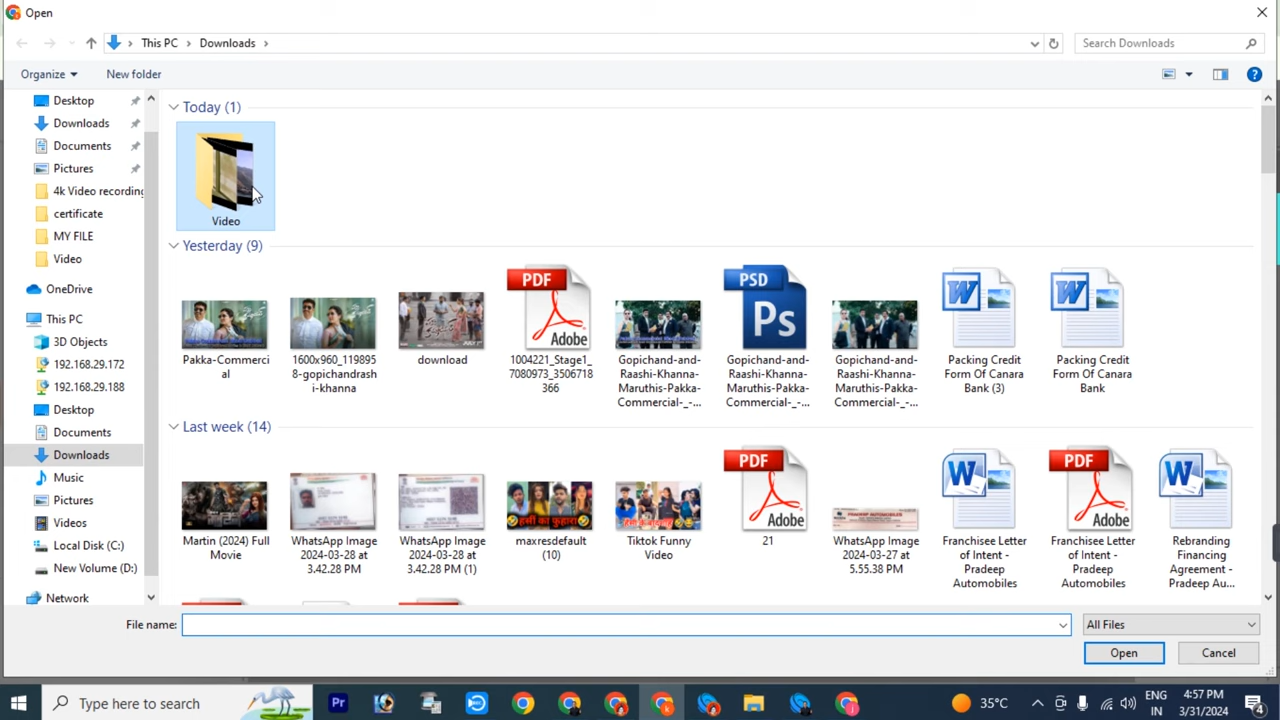 Open
This PC
Downloads
Search Downloads
Organize
New folder
Desktop
Downloads
Documents
Pictures
4k Video recording
certificate
MY FILE
Video
OneDrive
This PC
3D Objects
192.168.29.172
192.168.29.188
Desktop
Documents
Downloads
Music
Pictures
Videos
Local Disk (C:)
New Volume (D:)
Network
Today (1)
Video
Yesterday (9)
Pakka-Commerci
al
1600x960_119895
8-gopichandrash
i-khanna
download
PDF
Adobe
1004221_Stage1_
7080973_3506718
366
Gopichand-and-
Raashi-Khanna-
Maruthis-Pakka-
Commercial-_-...
PSD
Ps
Gopichand-and-
Raashi-Khanna-
Maruthis-Pakka-
Commercial-_-...
Gopichand-and-
Raashi-Khanna-
Maruthis-Pakka-
Commercial-_-...
W
Packing Credit
Form Of Canara
Bank (3)
W
Packing Credit
Form Of Canara
Bank
Last week (14)
Martin (2024) Full
Movie
WhatsApp Image
2024-03-28 at
3.42.28 PM
WhatsApp Image
2024-03-28 at
3.42.28 PM (1)
हसी का फुहारा
maxresdefault
(10)
Tiktok Funny
Video
PDF
Adobe
21
WhatsApp Image
2024-03-27 at
5.55.38 PM
W
Franchisee Letter
of Intent -
Pradeep
Automobiles
PDF
Adobe
Franchisee Letter
of Intent -
Pradeep
Automobiles
W
Rebranding
Financing
Agreement -
Pradeep Au...
File name:
All Files
Open
Cancel
Type here to search
Pr
35°C
ENG
IN
4:57 PM
3/31/2024
4